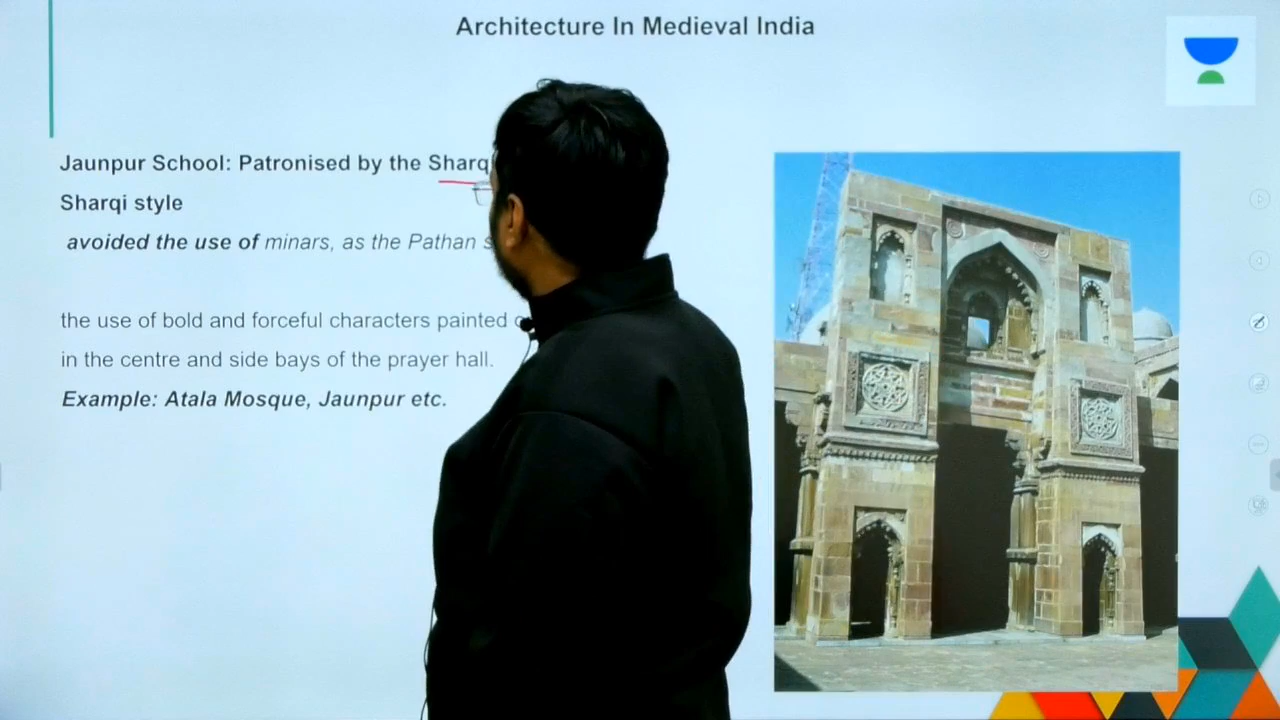 Architecture In Medieval India
Jaunpur School: Patronised by the
Sharqi style
avoided the use of minars, as the Pathan
the use of bold and forceful characters painted
in the centre and side bays of the prayer hall.
Example: Atala Mosque, Jaunpur etc.